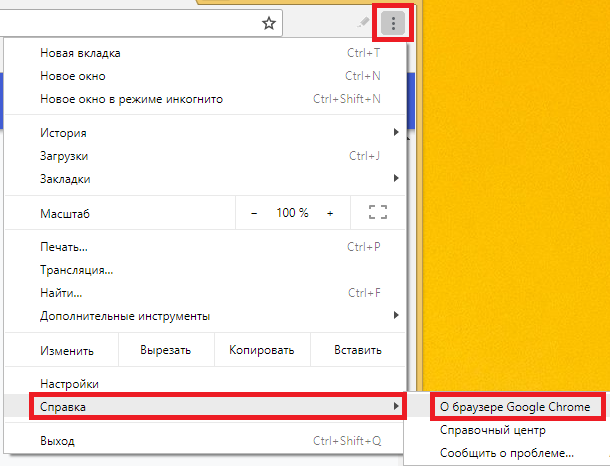 Новая вкладка Ctrl+T
Новое окно Ctrl+N
Новое окно в режиме инкогнито Ctrl+Shift+N
История
Загрузки Ctrl+J
Закладки
Масштаб − 100 % +
Печать... Ctrl+P
Трансляция...
Найти... Ctrl+F
Дополнительные инструменты
Изменить Вырезать Копировать Вставить
Настройки
Справка О браузере Google Chrome
Справочный центр
Выход Ctrl+Shift+Q
Сообщить о проблеме...